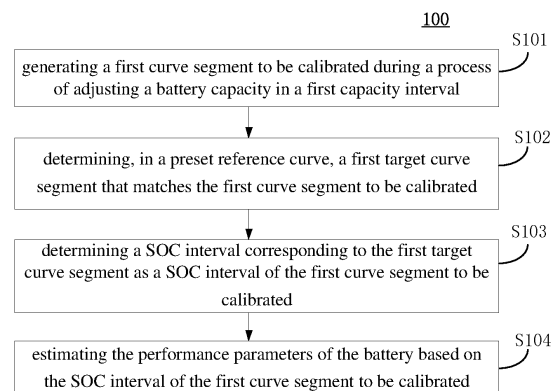 100
S101
generating a first curve segment to be calibrated during a process
of adjusting a battery capacity in a first capacity interval
S102
determining, in a preset reference curve, a first target curve
segment that matches the first curve segment to be calibrated
S103
determining a SOC interval corresponding to the first target
curve segment as a SOC interval of the first curve segment to be
calibrated
S104
estimating the performance parameters of the battery based on
the SOC interval of the first curve segment to be calibrated